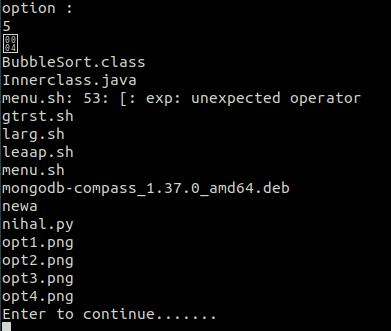 option :
5
0004
BubbleSort.class
Innerclass.java
menu.sh: 53: [: exp: unexpected operator
gtrst.sh
larg.sh
leaap.sh
menu.sh
mongodb-compass_1.37.0_amd64.deb
newa
nihal.py
opt1.png
opt2.png
opt3.png
opt4.png
Enter to continue.......